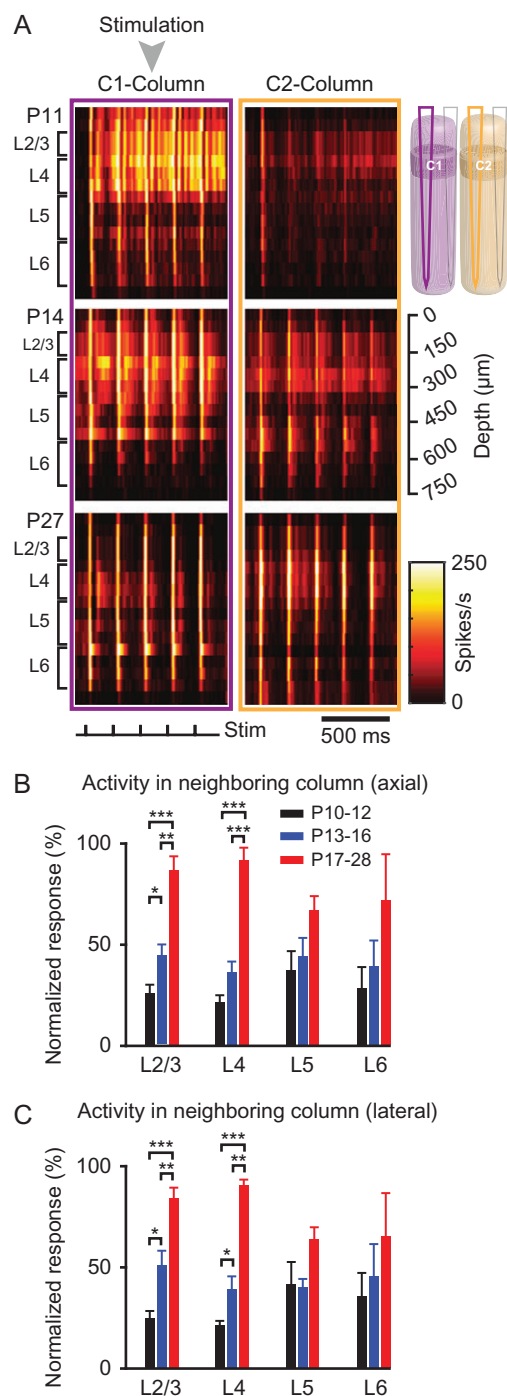 A
Stimulation
C1-Column
C2-Column
P11
L2/3
L4
L5
L6
C1
C2
P14
L2/3
L4
L5
L6
0
150
300
450
600
750
Depth (µm)
P27
L2/3
L4
L5
L6
250
0
Spikes/s
Stim
500 ms
B
Activity in neighboring column (axial)
P10-12
P13-16
P17-28
Normalized response (%)
100
50
0
*** ** *
*** ***
L2/3 L4 L5 L6
C
Activity in neighboring column (lateral)
Normalized response (%)
100
50
0
*** ** *
*** ** *
L2/3 L4 L5 L6